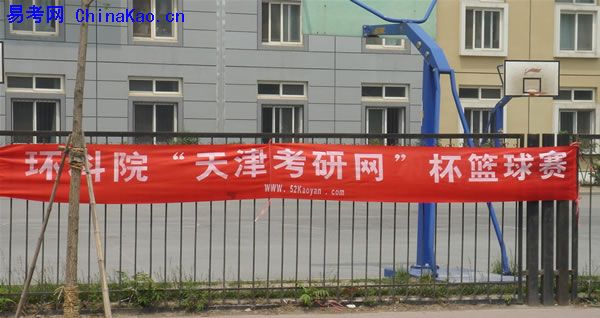 易考网 ChinaKao.cn
环科院“天津考研网”杯篮球赛
www.52Kaoyan.com